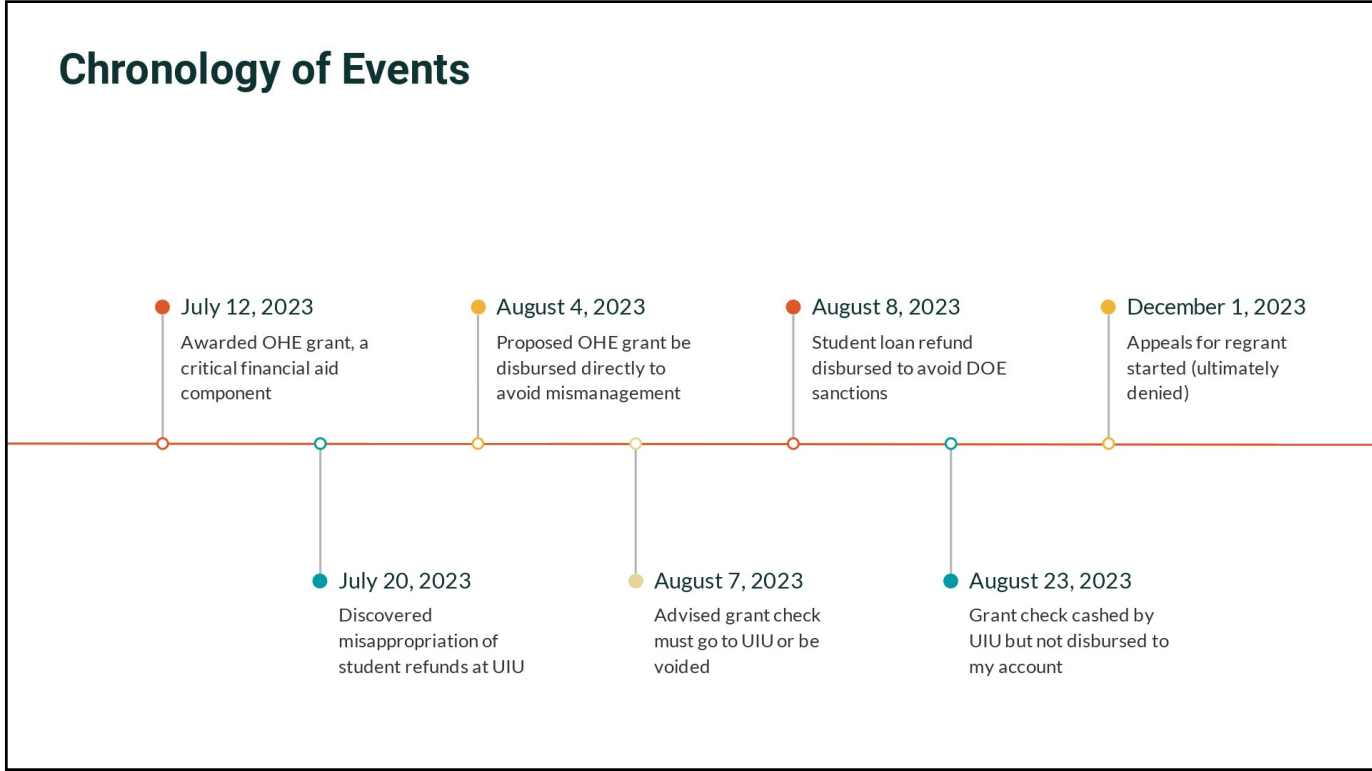 Chronology of Events
July 12, 2023
Awarded OHE grant, a
critical financial aid
component
July 20, 2023
Discovered
misappropriation of
student refunds at UIU
August 4, 2023
Proposed OHE grant be
disbursed directly to
avoid mismanagement
August 7, 2023
Advised grant check
must go to UIU or be
voided
August 8, 2023
Student loan refund
disbursed to avoid DOE
sanctions
August 23, 2023
Grant check cashed by
UIU but not disbursed to
my account
December 1, 2023
Appeals for regrant
started (ultimately
denied)